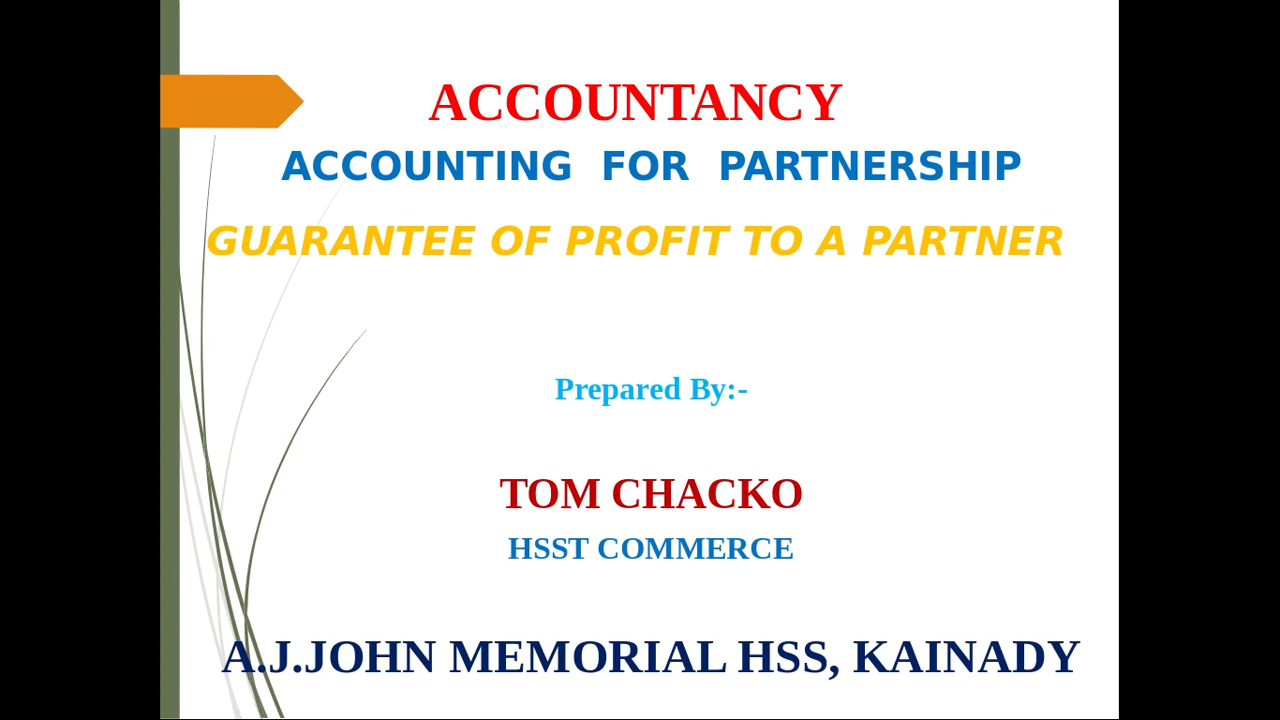 ACCOUNTANCY
ACCOUNTING FOR PARTNERSHIP
GUARANTEE OF PROFIT TO A PARTNER
Prepared By:-
TOM CHACKO
HSST COMMERCE
A.J.JOHN MEMORIAL HSS, KAINADY